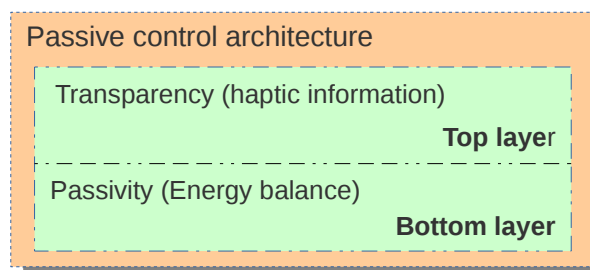 Passive control architecture
Transparency (haptic information)
Top layer
Passivity (Energy balance)
Bottom layer